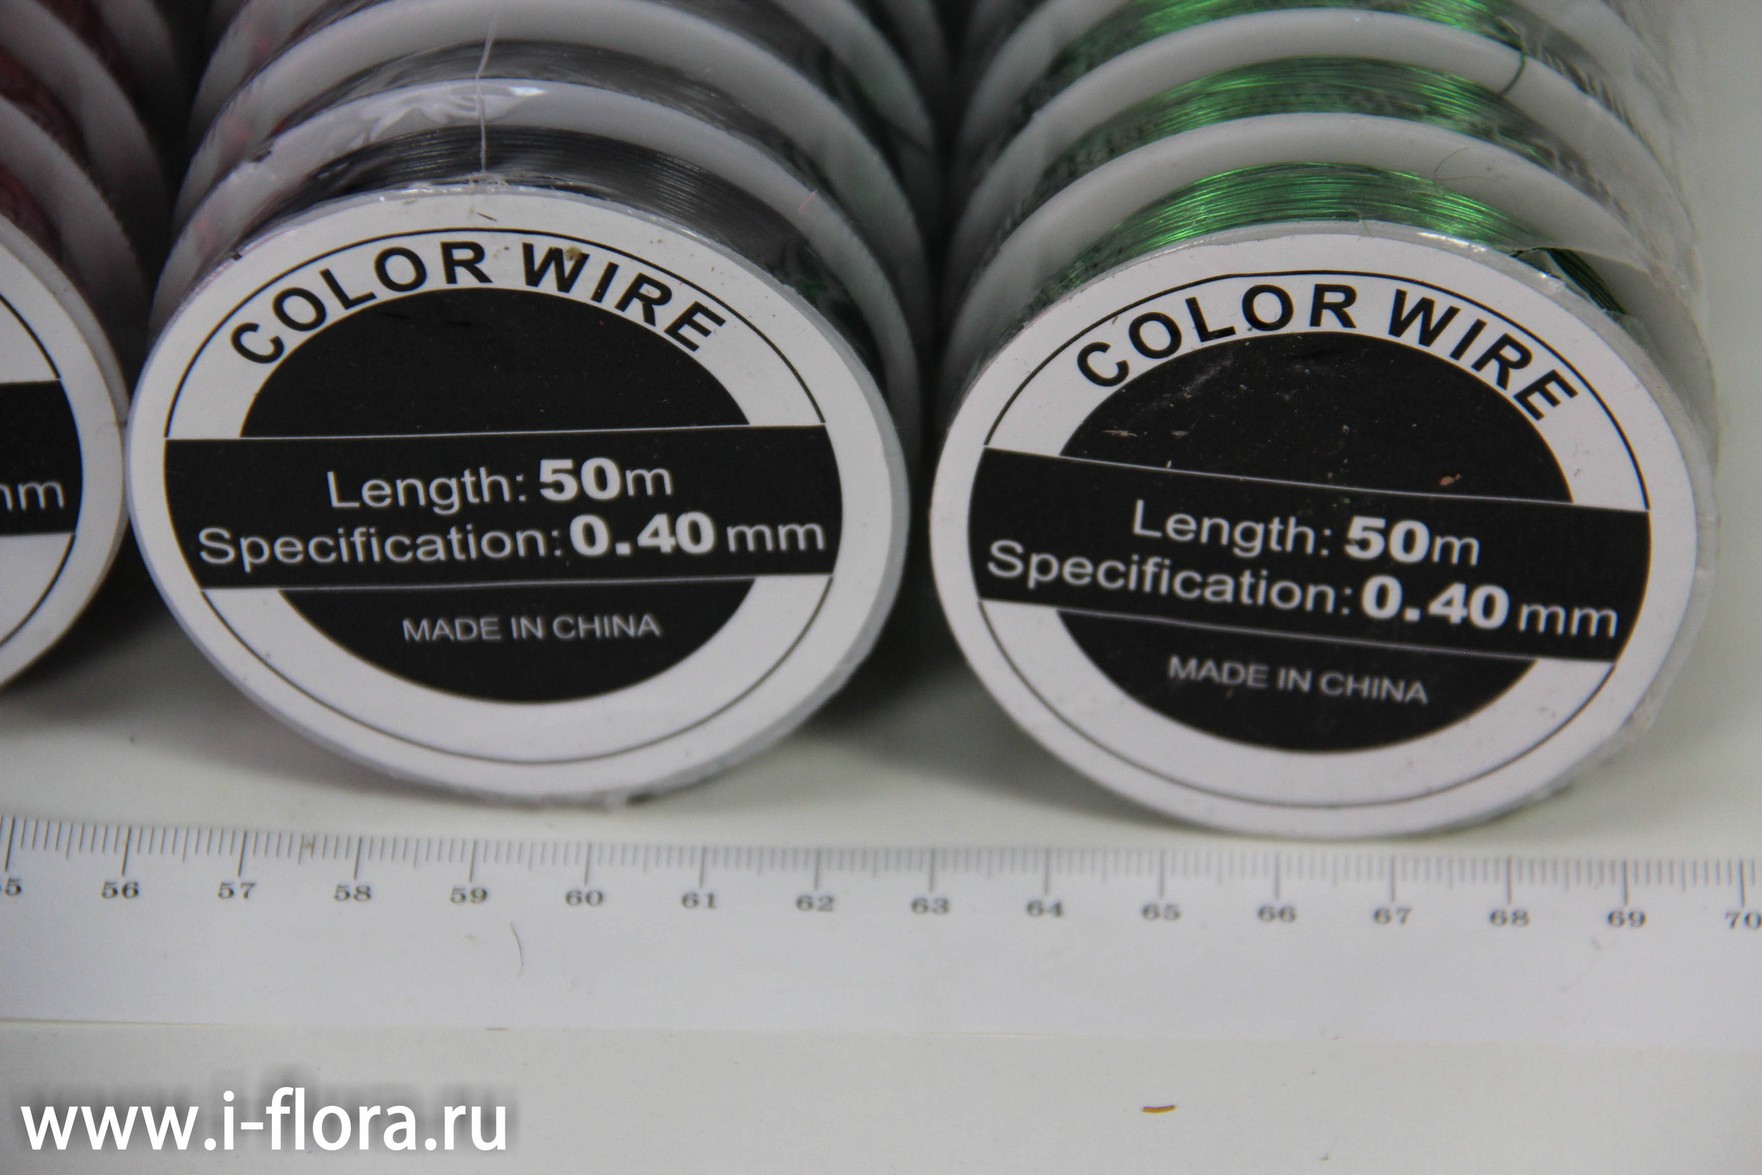 COLOR WIRE
Length: 50m
Specification: 0.40 mm
MADE IN CHINA
COLOR WIRE
Length: 50m
Specification: 0.40 mm
MADE IN CHINA
mm
56 57 58 59 60 61 62 63 64 65 66 67 68 69 70
www.i-flora.ru